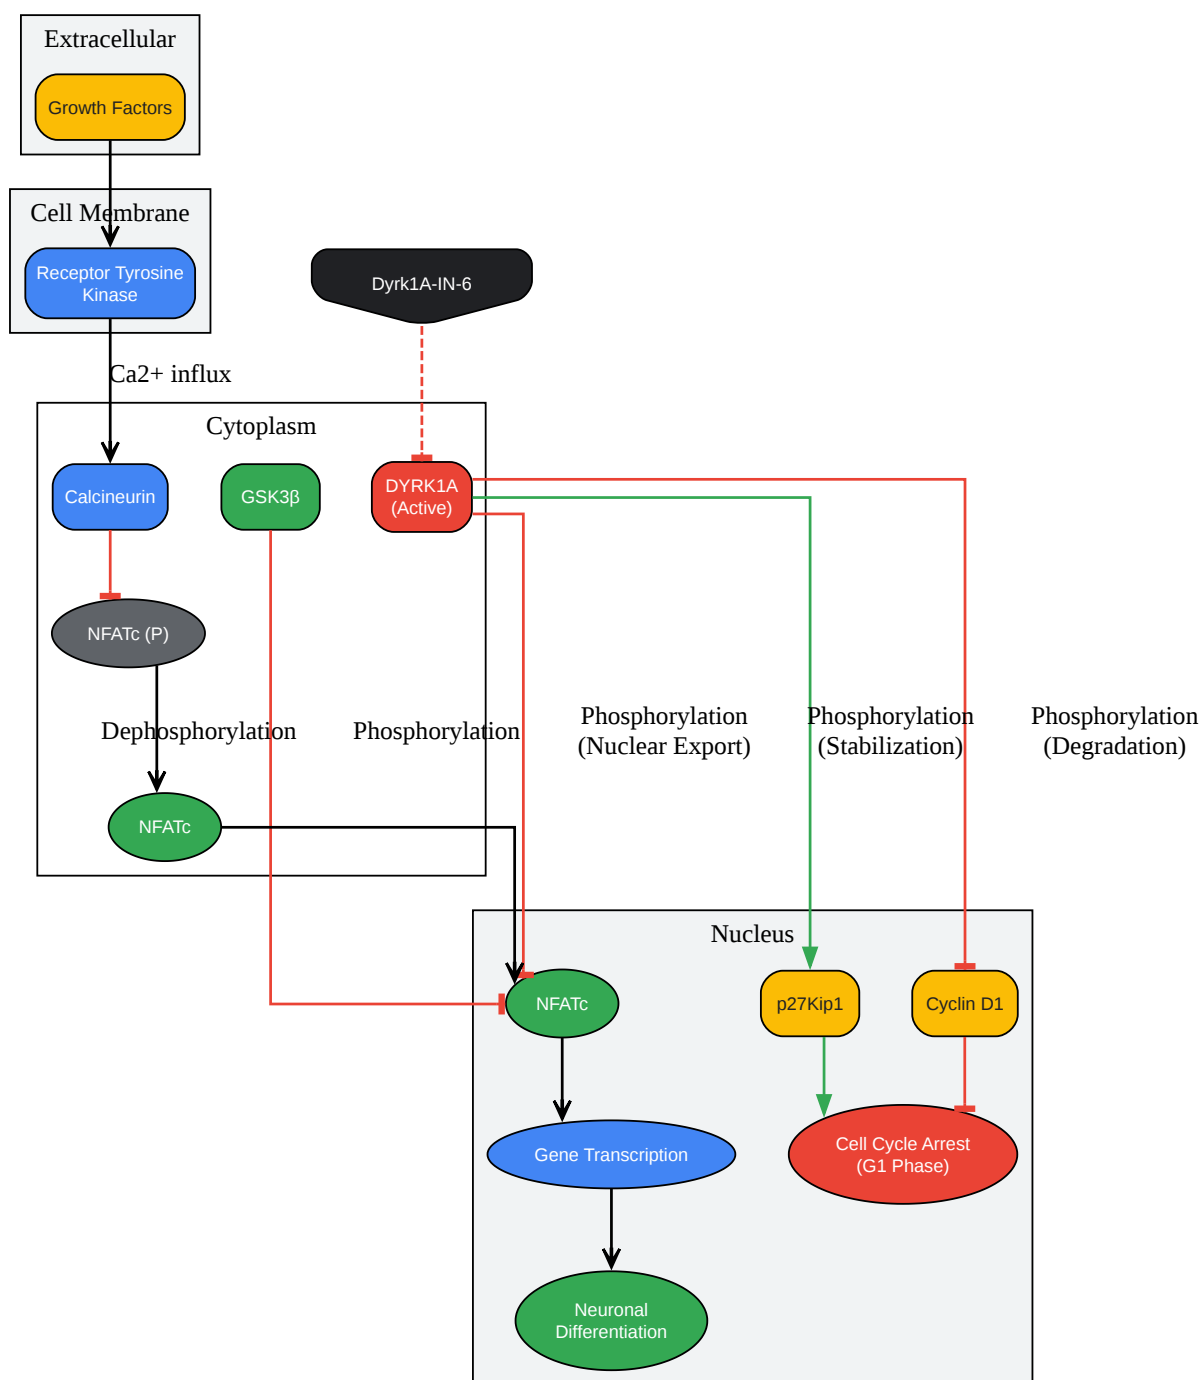 Extracellular
Growth Factors
Cell Membrane
Receptor Tyrosine
Kinase
Dyrk1A-IN-6
Ca2+ influx
Cytoplasm
Calcineurin
GSK3β
DYRK1A
(Active)
NFATc (P)
Dephosphorylation
Phosphorylation
Phosphorylation
(Nuclear Export)
Phosphorylation
(Stabilization)
Phosphorylation
(Degradation)
NFATc
Nucleus
NFATc
p27Kip1
Cyclin D1
Gene Transcription
Cell Cycle Arrest
(G1 Phase)
Neuronal
Differentiation